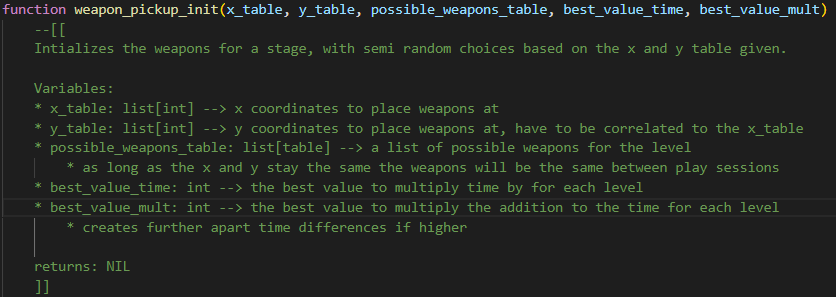 function weapon_pickup_init(x_table, y_table, possible_weapons_table, best_value_time, best_value_mult)
--[[
Intializes the weapons for a stage, with semi random choices based on the x and y table given.
Variables:
* x_table: list[int] --> x coordinates to place weapons at
* y_table: list[int] --> y coordinates to place weapons at, have to be correlated to the x_table
* possible_weapons_table: list[table] --> a list of possible weapons for the level
* as long as the x and y stay the same the weapons will be the same between play sessions
* best_value_time: int --> the best value to multiply time by for each level
* best_value_mult: int --> the best value to multiply the addition to the time for each level
* creates further apart time differences if higher
returns: NIL
]]